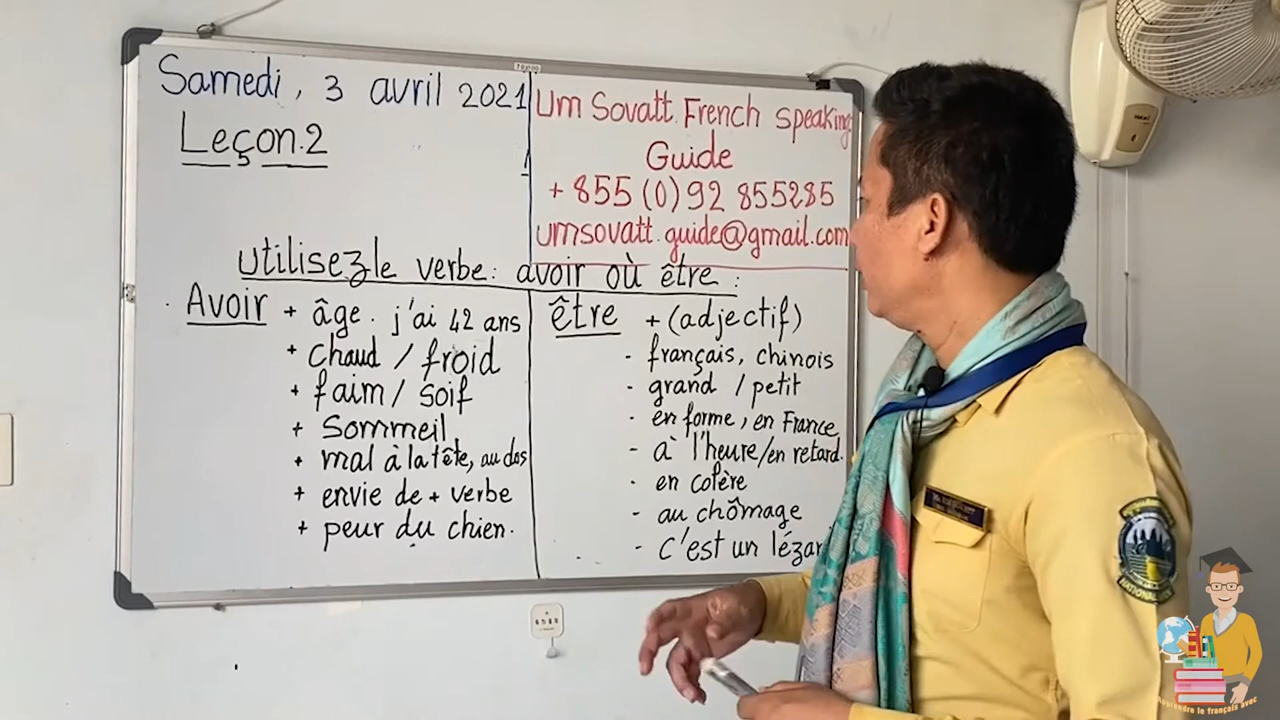 Samedi, 3 avril 2021
Leçon.2
Um Sovatt French speaking
Guide
+ 855 (0) 92 855285
umsovatt.guide@gmail.com
utilisez le verbe: avoir où être :
Avoir + âge. j'ai 42 ans
+ chaud / froid
+ faim / soif
+ Sommeil
+ mal à la tête, au dos
+ envie de + verbe
+ peur du chien.
être + (adjectif)
- français, chinois
- grand / petit
- en forme, en France
- à l'heure/en retard.
- en colère
- au chômage
- c'est un
le français avec